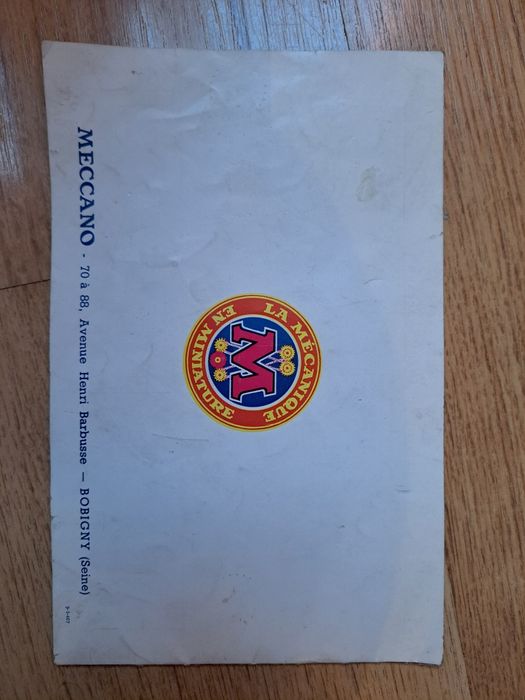 LA MÉCANIQUE
EN MINIATURE
M
MECCANO - 70 à 88, Avenue Henri Barbusse — BOBIGNY (Seine)